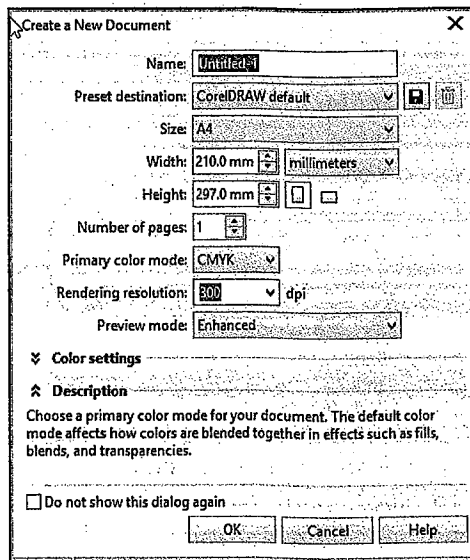 Create a New Document
Name: Untitled-1
Preset destination: CorelDRAW default
Size: A4
Width: 210.0 mm millimeters
Height: 297.0 mm
Number of pages: 1
Primary color mode: CMYK
Rendering resolution: 300 dpi
Preview mode: Enhanced
Color settings
Description
Choose a primary color mode for your document. The default color
mode affects how colors are blended together in effects such as fills,
blends, and transparencies.
Do not show this dialog again
OK Cancel Help